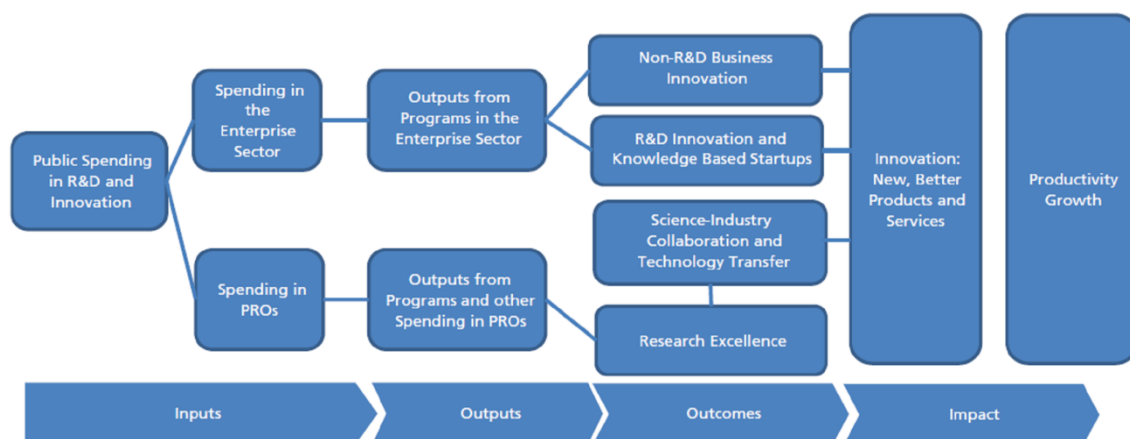 Public Spending
in R&D and
Innovation
Spending in
the
Enterprise
Sector
Spending in
PROs
Outputs from
Programs in the
Enterprise Sector
Outputs from
Programs and other
Spending in PROs
Non-R&D Business
Innovation
R&D Innovation and
Knowledge Based Startups
Science-Industry
Collaboration and
Technology Transfer
Research Excellence
Innovation:
New, Better
Products and
Services
Productivity
Growth
Inputs
Outputs
Outcomes
Impact